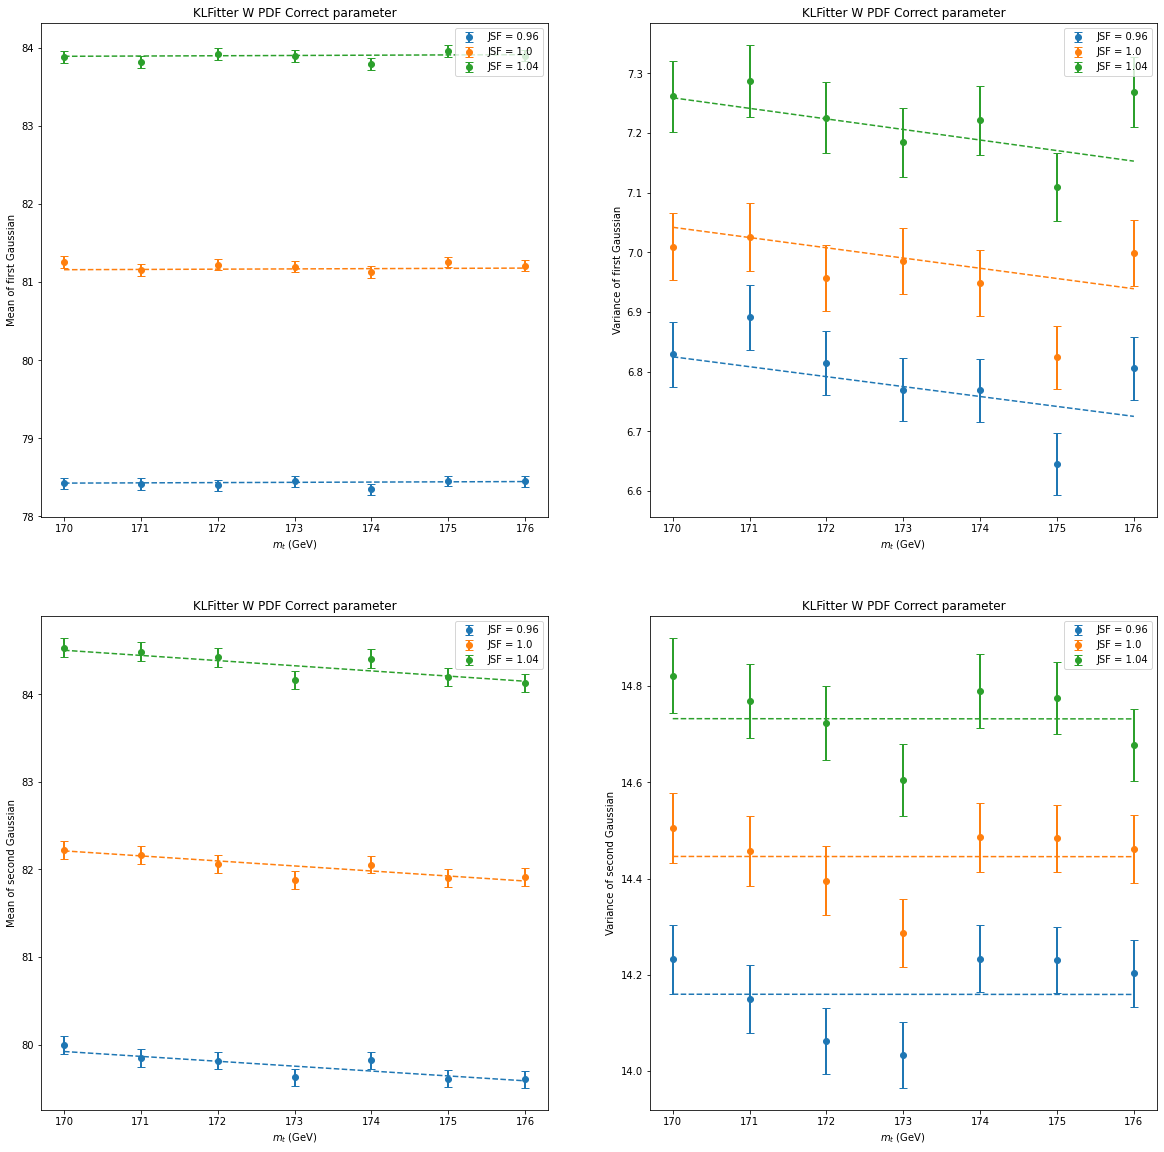 KLFitter W PDF Correct parameter
JSF = 0.96
JSF = 1.0
JSF = 1.04
Mean of first Gaussian
84
83
82
81
80
79
78
170 171 172 173 174 175 176
m_t (GeV)
KLFitter W PDF Correct parameter
JSF = 0.96
JSF = 1.0
JSF = 1.04
Variance of first Gaussian
7.3
7.2
7.1
7.0
6.9
6.8
6.7
6.6
170 171 172 173 174 175 176
m_t (GeV)
KLFitter W PDF Correct parameter
JSF = 0.96
JSF = 1.0
JSF = 1.04
Mean of second Gaussian
84
83
82
81
80
170 171 172 173 174 175 176
m_t (GeV)
KLFitter W PDF Correct parameter
JSF = 0.96
JSF = 1.0
JSF = 1.04
Variance of second Gaussian
14.8
14.6
14.4
14.2
14.0
170 171 172 173 174 175 176
m_t (GeV)